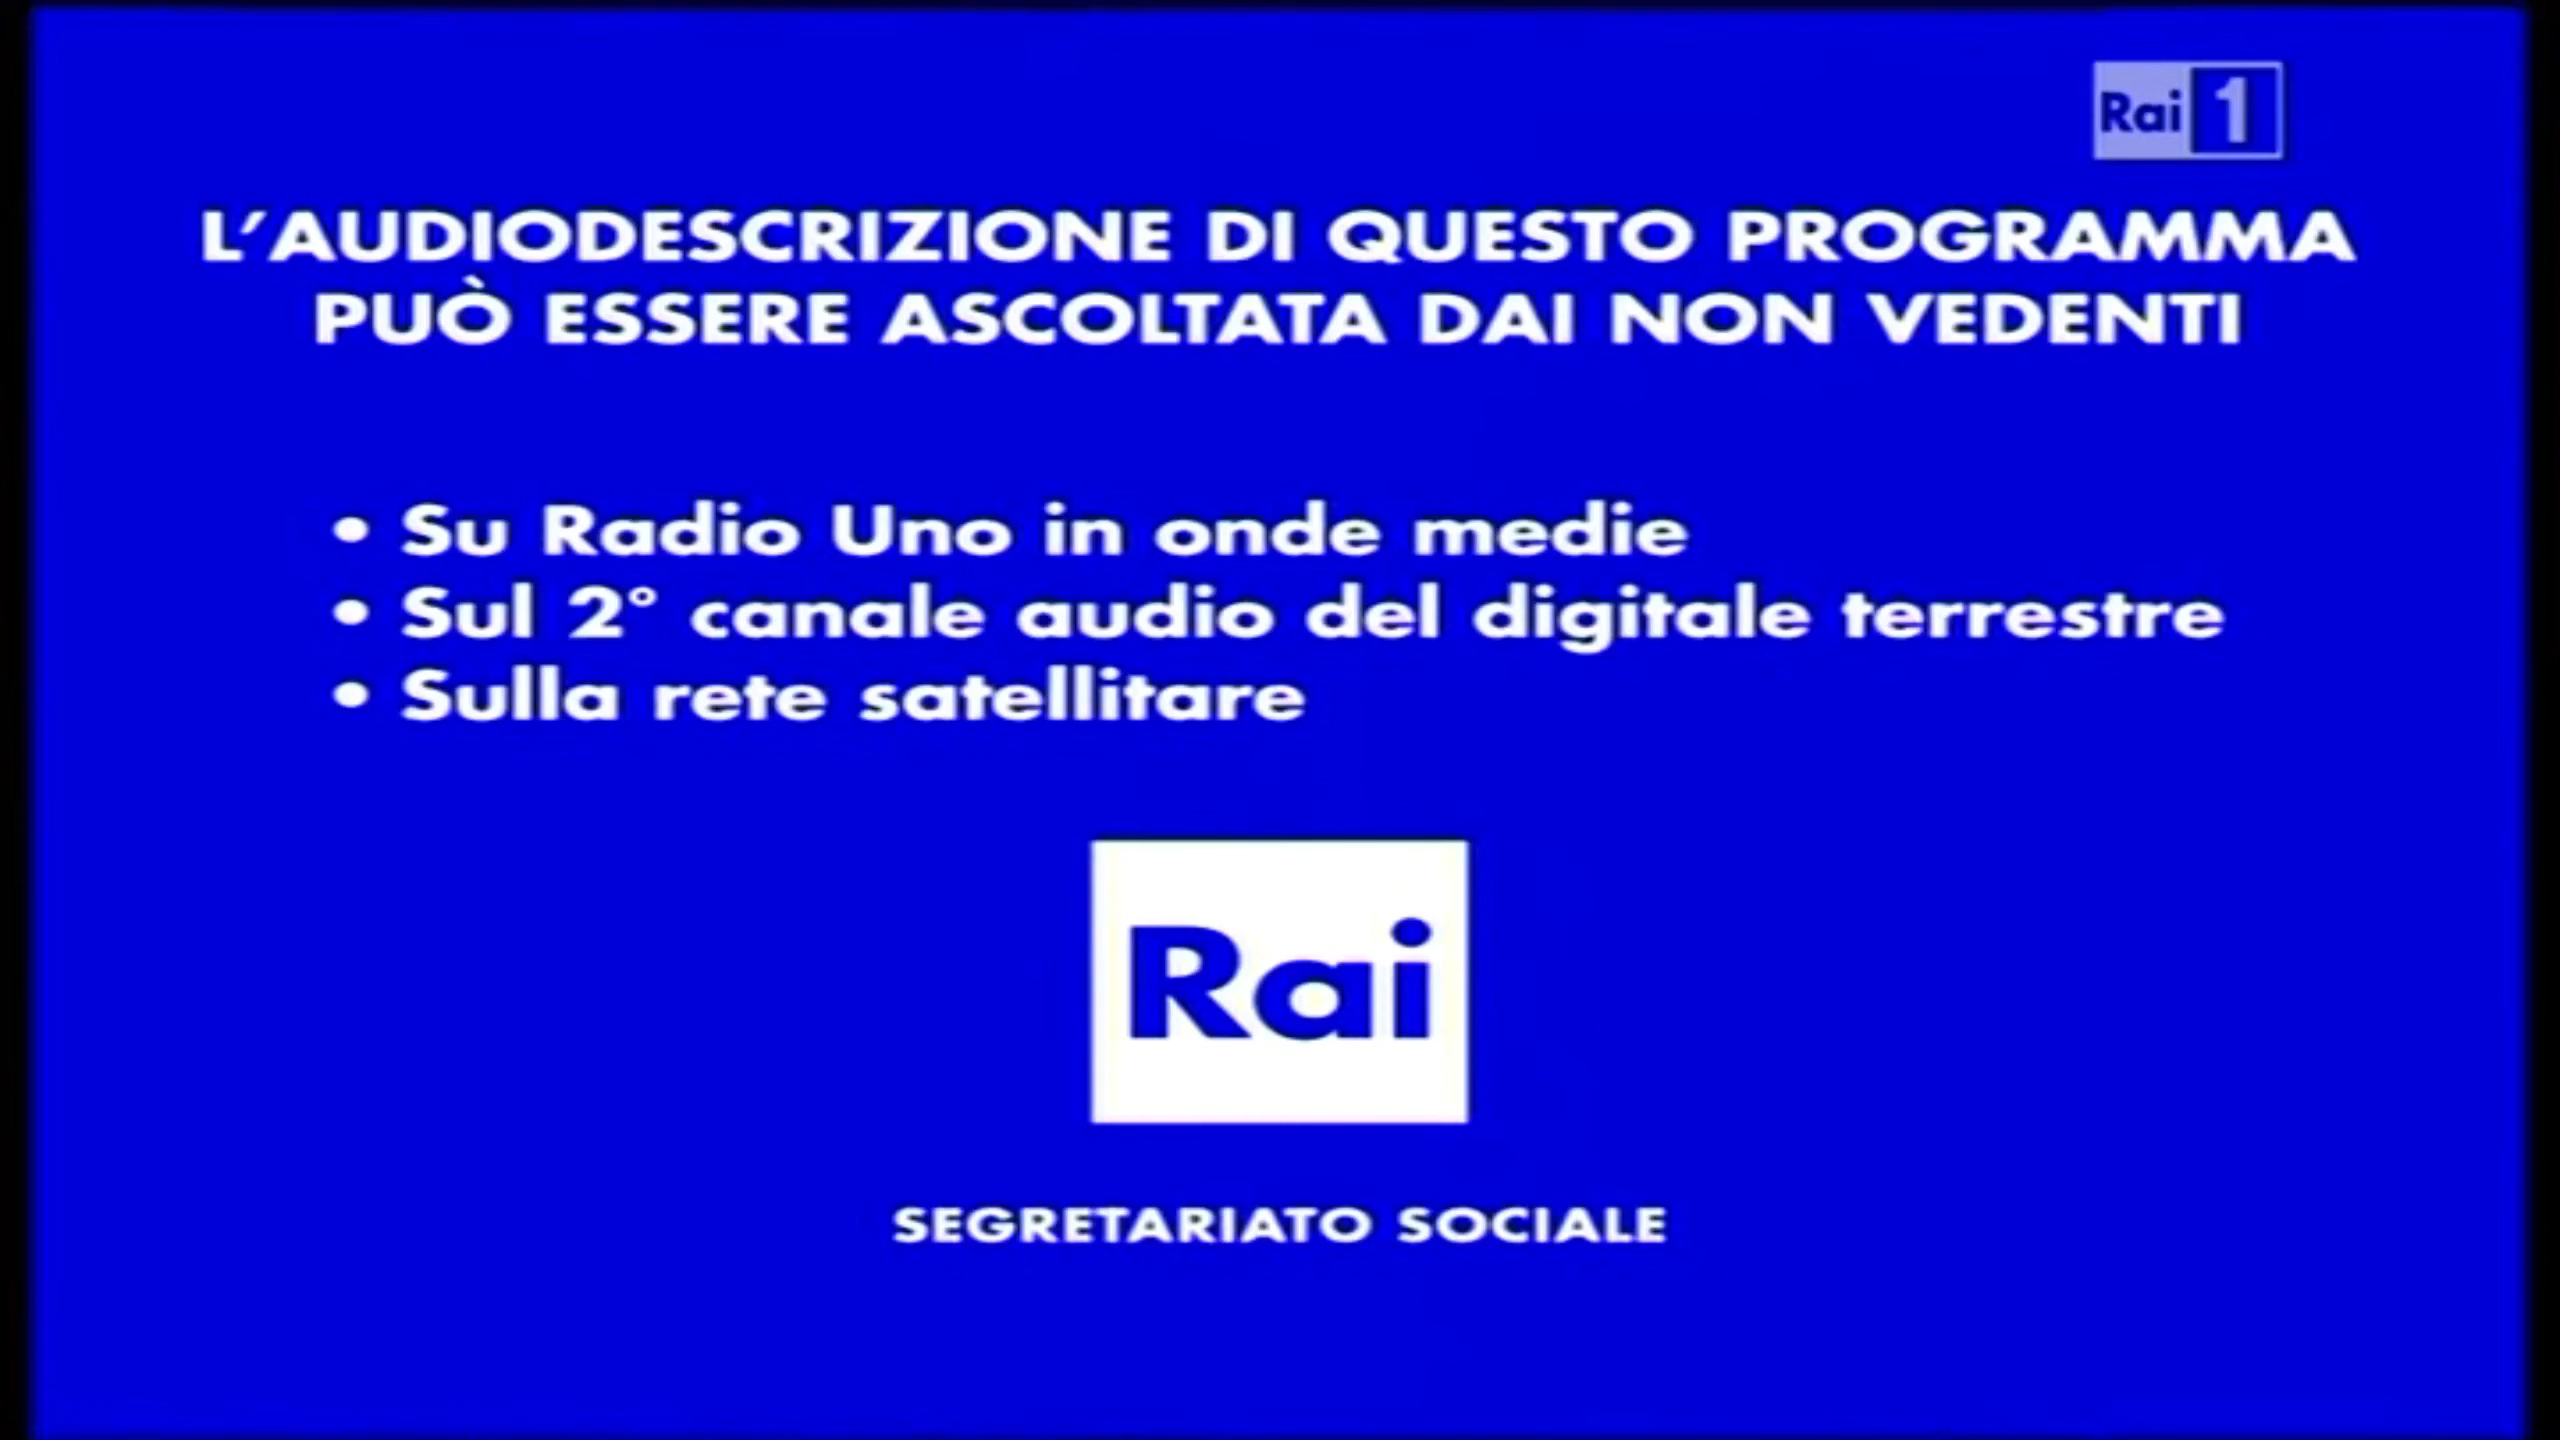 Rai 1
L’AUDIODESCRIZIONE DI QUESTO PROGRAMMA
PUÒ ESSERE ASCOLTATA DAI NON VEDENTI
• Su Radio Uno in onde medie
• Sul 2° canale audio del digitale terrestre
• Sulla rete satellitare
Rai
SEGRETARIATO SOCIALE